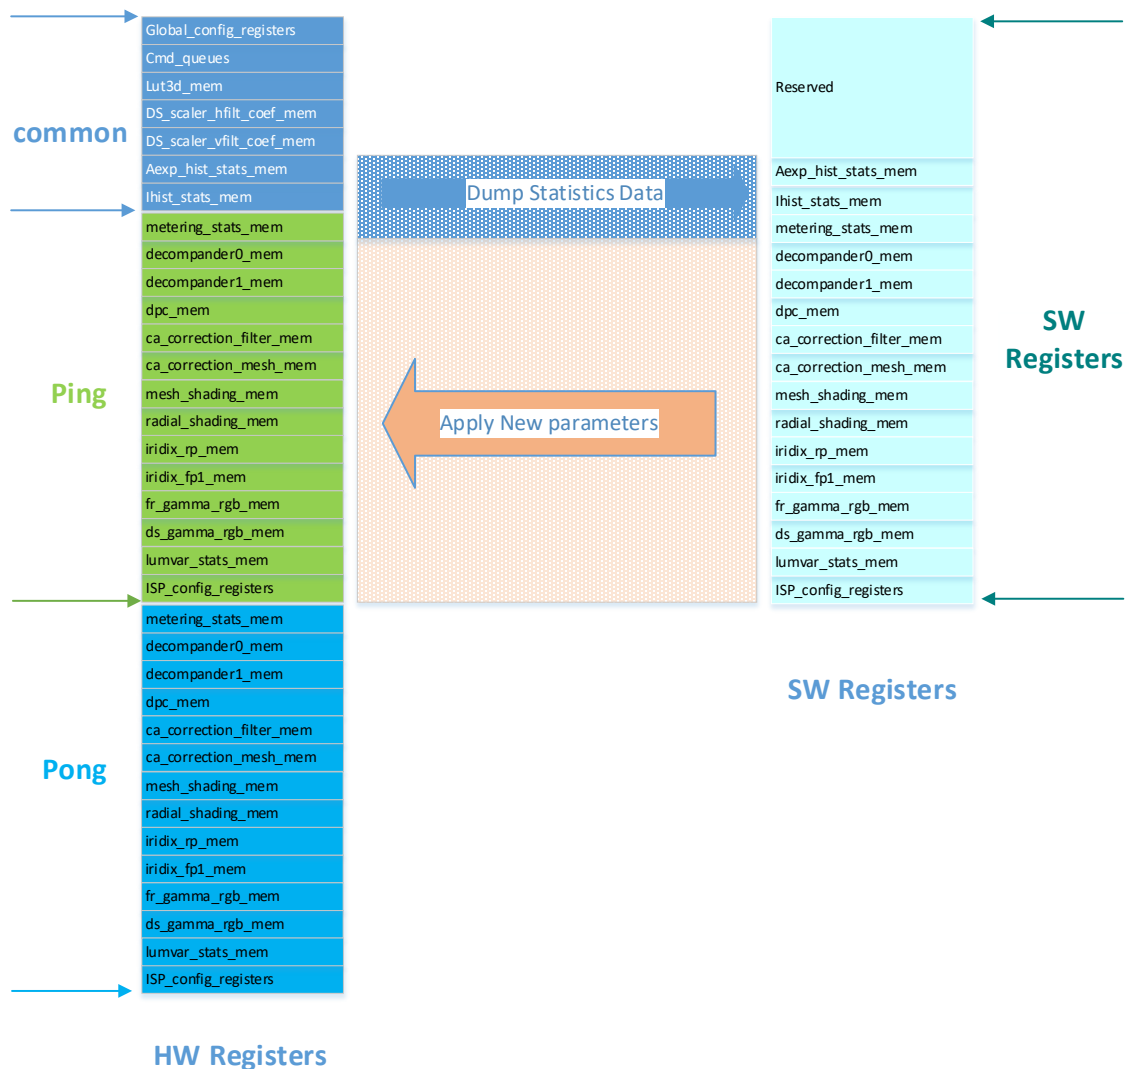 Global_config_registers
Cmd_queues
Lut3d_mem
DS_scaler_hfilt_coef_mem
DS_scaler_vfilt_coef_mem
Aexp_hist_stats_mem
Ihist_stats_mem
common
metering_stats_mem
decompander0_mem
decompander1_mem
dpc_mem
ca_correction_filter_mem
ca_correction_mesh_mem
mesh_shading_mem
radial_shading_mem
iridix_rp_mem
iridix_fp1_mem
fr_gamma_rgb_mem
ds_gamma_rgb_mem
lumvar_stats_mem
ISP_config_registers
Ping
metering_stats_mem
decompander0_mem
decompander1_mem
dpc_mem
ca_correction_filter_mem
ca_correction_mesh_mem
mesh_shading_mem
radial_shading_mem
iridix_rp_mem
iridix_fp1_mem
fr_gamma_rgb_mem
ds_gamma_rgb_mem
lumvar_stats_mem
ISP_config_registers
Pong
HW Registers
Dump Statistics Data
Apply New parameters
Reserved
Aexp_hist_stats_mem
Ihist_stats_mem
metering_stats_mem
decompander0_mem
decompander1_mem
dpc_mem
ca_correction_filter_mem
ca_correction_mesh_mem
mesh_shading_mem
radial_shading_mem
iridix_rp_mem
iridix_fp1_mem
fr_gamma_rgb_mem
ds_gamma_rgb_mem
lumvar_stats_mem
ISP_config_registers
SW
Registers
SW Registers